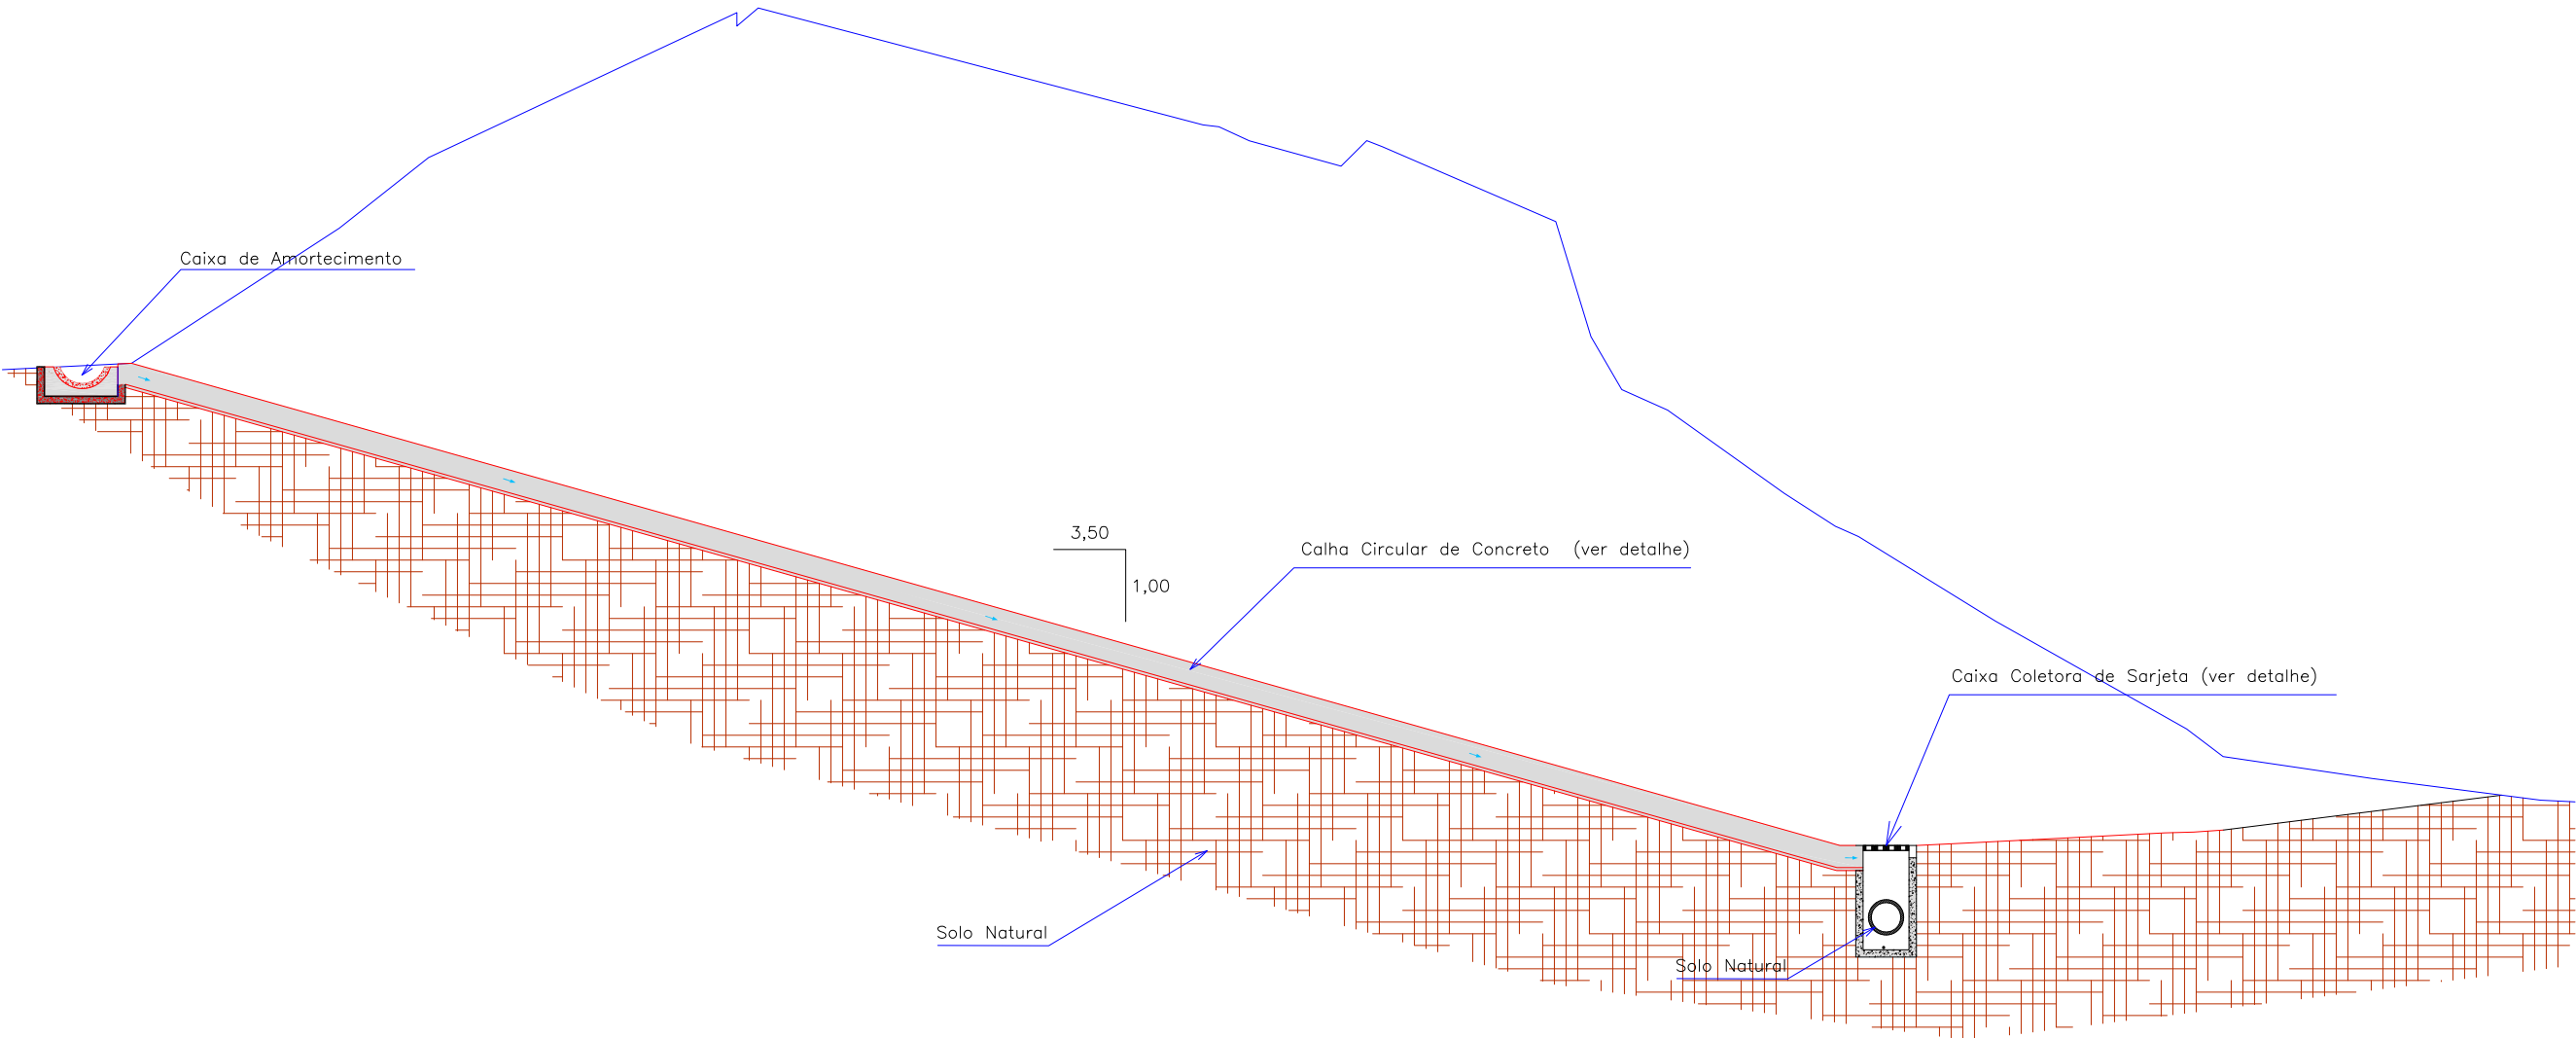 Caixa de Amortecimento
3,50
1,00
Calha Circular de Concreto (ver detalhe)
Caixa Coletora de Sarjeta (ver detalhe)
Solo Natural
Solo Natural